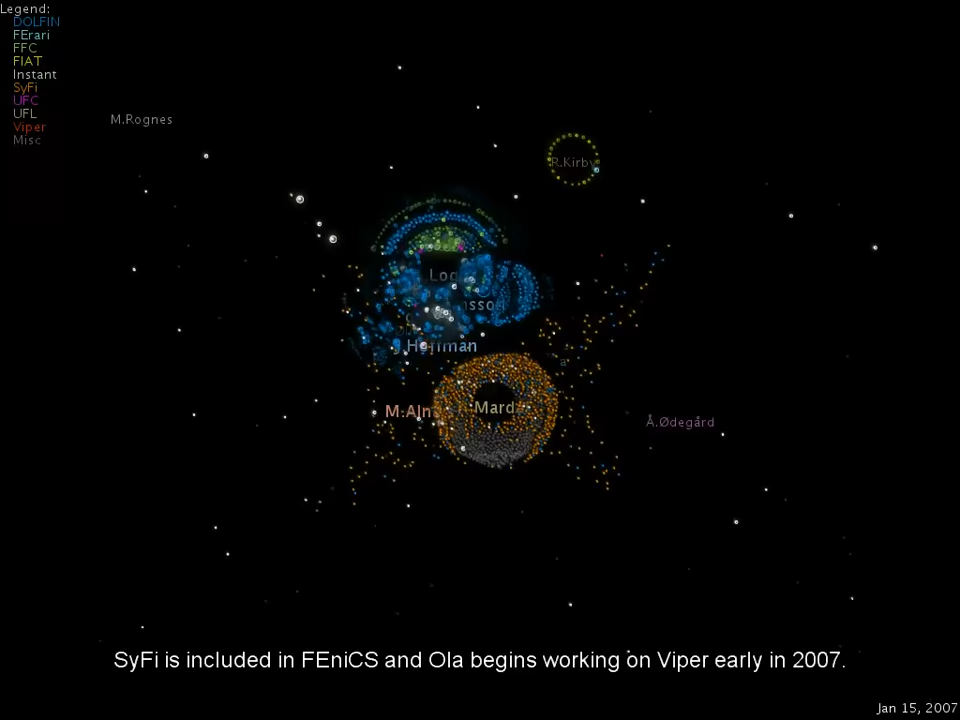 Legend:
DOLFIN
FErari
FFC
FIAT
Instant
SyFi
UFC
UFL
Viper
Misc
M.Rognes
R.Kirby
Log
J.Hoffman
Mard
Å.Ødegård
SyFi is included in FEniCS and Ola begins working on Viper early in 2007.
Jan 15, 2007